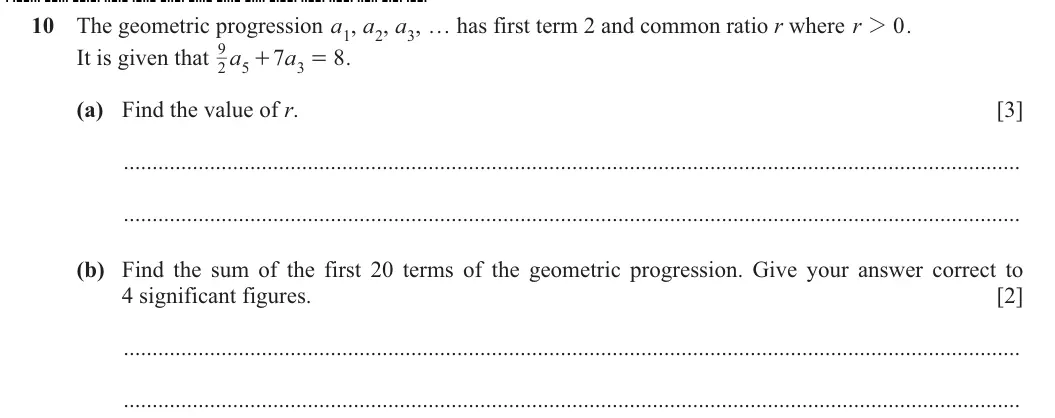 10 The geometric progression a₁, a₂, a₃, … has first term 2 and common ratio r where r > 0.
It is given that 9/2 a₅ + 7a₃ = 8.
(a) Find the value of r. [3]
(b) Find the sum of the first 20 terms of the geometric progression. Give your answer correct to
4 significant figures. [2]